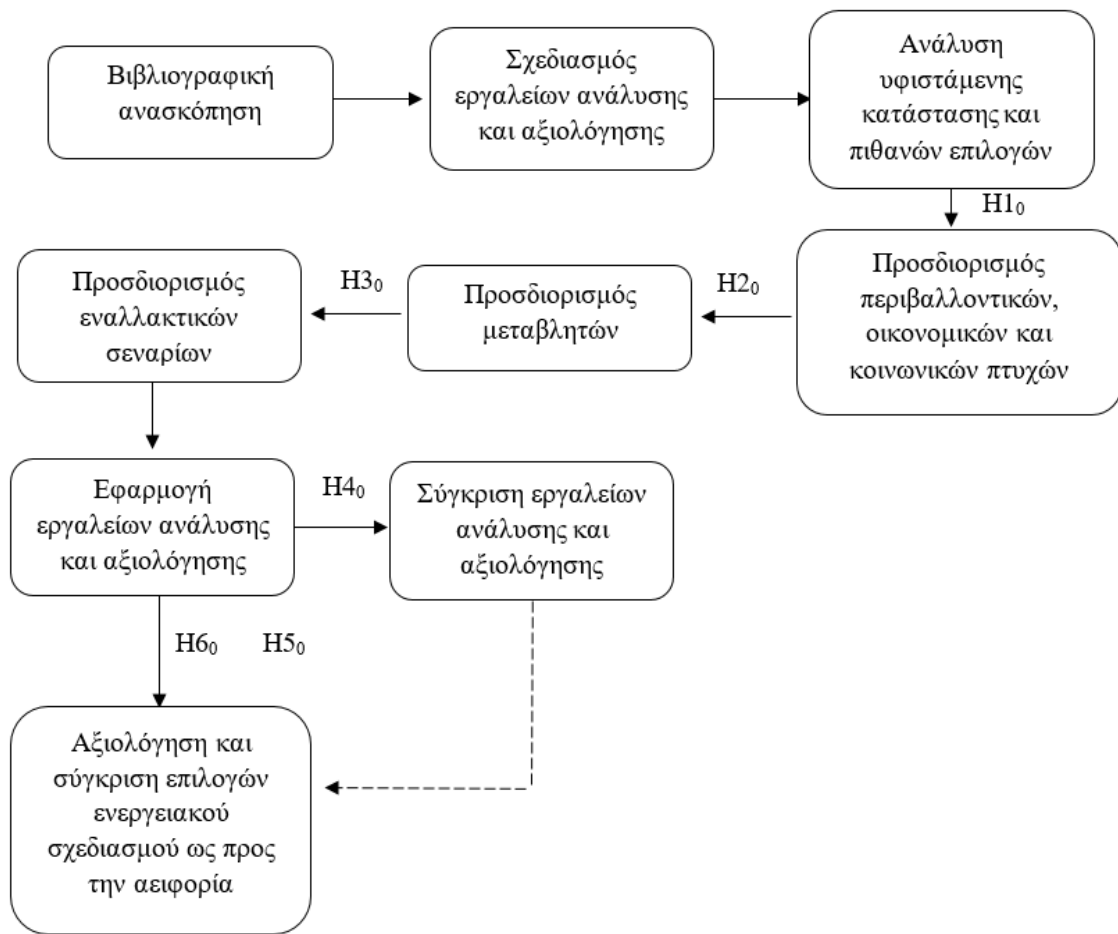 Βιβλιογραφική
ανασκόπηση
Σχεδιασμός
εργαλείων ανάλυσης
και αξιολόγησης
Ανάλυση
υφιστάμενης
κατάστασης και
πιθανών επιλογών
H1₀
Προσδιορισμός
περιβαλλοντικών,
οικονομικών και
κοινωνικών πτυχών
H2₀
Προσδιορισμός
μεταβλητών
H3₀
Προσδιορισμός
εναλλακτικών
σεναρίων
Εφαρμογή
εργαλείων ανάλυσης
και αξιολόγησης
H4₀
Σύγκριση εργαλείων
ανάλυσης και
αξιολόγησης
H6₀ H5₀
Αξιολόγηση και
σύγκριση επιλογών
ενεργειακού
σχεδιασμού ως προς
την αειφορία